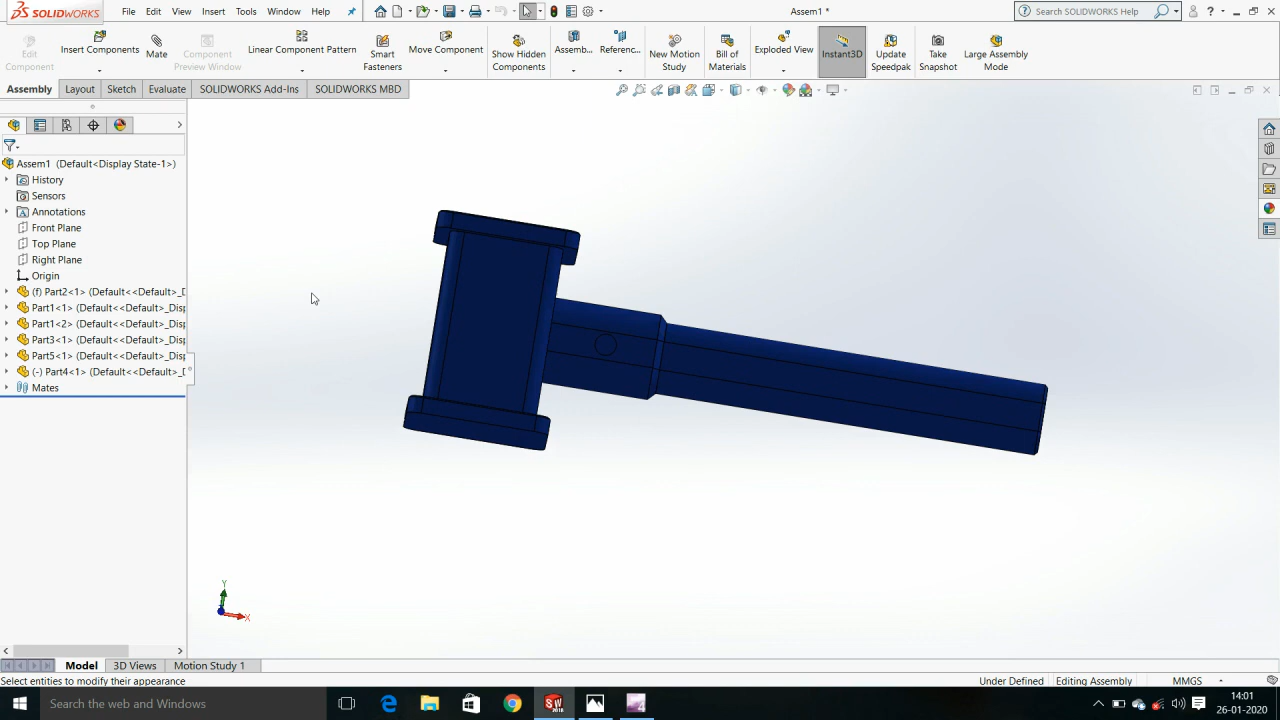 SOLIDWORKS File Edit View Insert Tools Window Help Assem1 * Search SOLIDWORKS Help
Edit Component
Insert Components
Mate
Component Preview Window
Linear Component Pattern
Smart Fasteners
Move Component
Show Hidden Components
Assemb...
Referenc...
New Motion Study
Bill of Materials
Exploded View
Instant3D
Update Speedpak
Take Snapshot
Large Assembly Mode
Assembly Layout Sketch Evaluate SOLIDWORKS Add-Ins SOLIDWORKS MBD
Assem1 (Default<Display State-1>)
History
Sensors
Annotations
Front Plane
Top Plane
Right Plane
Origin
(f) Part2<1> (Default<<Default>_D
Part1<1> (Default<<Default>_Disp
Part1<2> (Default<<Default>_Disp
Part3<1> (Default<<Default>_Disp
Part5<1> (Default<<Default>_Disp
(-) Part4<1> (Default<<Default>_D
Mates
Y
X
Model 3D Views Motion Study 1
Select entities to modify their appearance Under Defined Editing Assembly MMGS
Search the web and Windows
SW
2016
14:01
26-01-2020